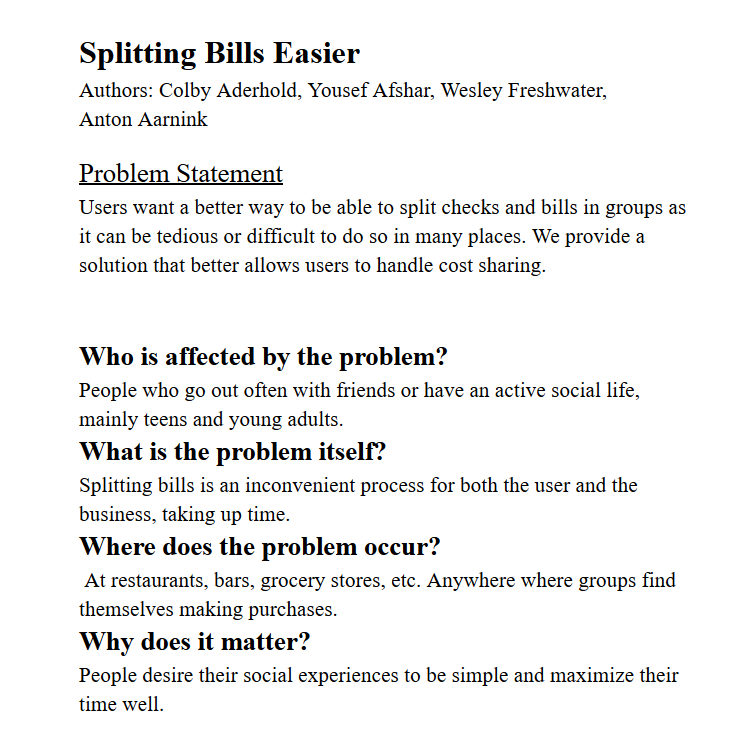 Splitting Bills Easier
Authors: Colby Aderhold, Yousef Afshar, Wesley Freshwater,
Anton Aarnink
Problem Statement
Users want a better way to be able to split checks and bills in groups as
it can be tedious or difficult to do so in many places. We provide a
solution that better allows users to handle cost sharing.
Who is affected by the problem?
People who go out often with friends or have an active social life,
mainly teens and young adults.
What is the problem itself?
Splitting bills is an inconvenient process for both the user and the
business, taking up time.
Where does the problem occur?
At restaurants, bars, grocery stores, etc. Anywhere where groups find
themselves making purchases.
Why does it matter?
People desire their social experiences to be simple and maximize their
time well.